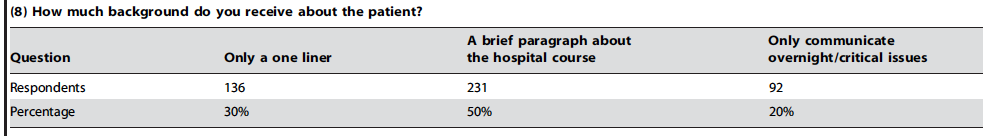 (8) How much background do you receive about the patient?
A brief paragraph about Only communicate
Question Only a one liner the hospital course overnight/critical issues
Respondents 136 231 92
Percentage 30% 50% 20%